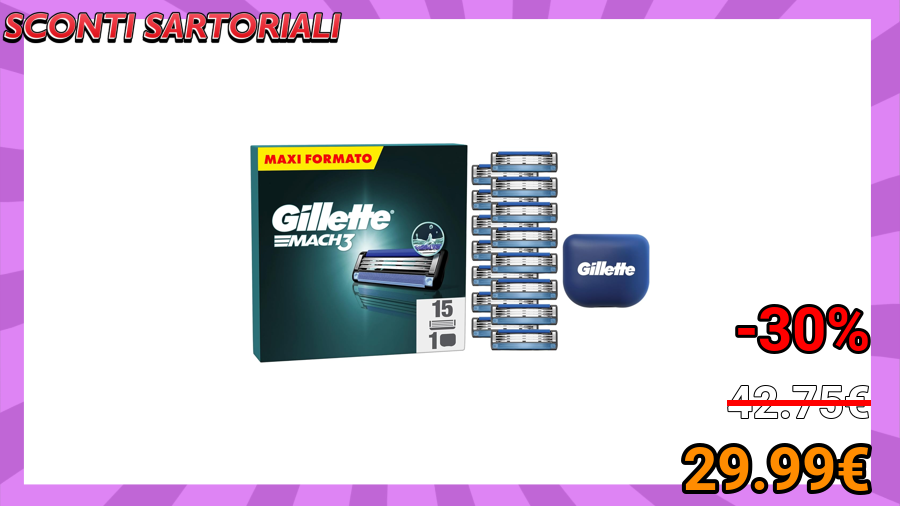 SCONTI SARTORIALI
MAXI FORMATO
Gillette
MACH3
15
1
Gillette
-30%
42.75€
29.99€